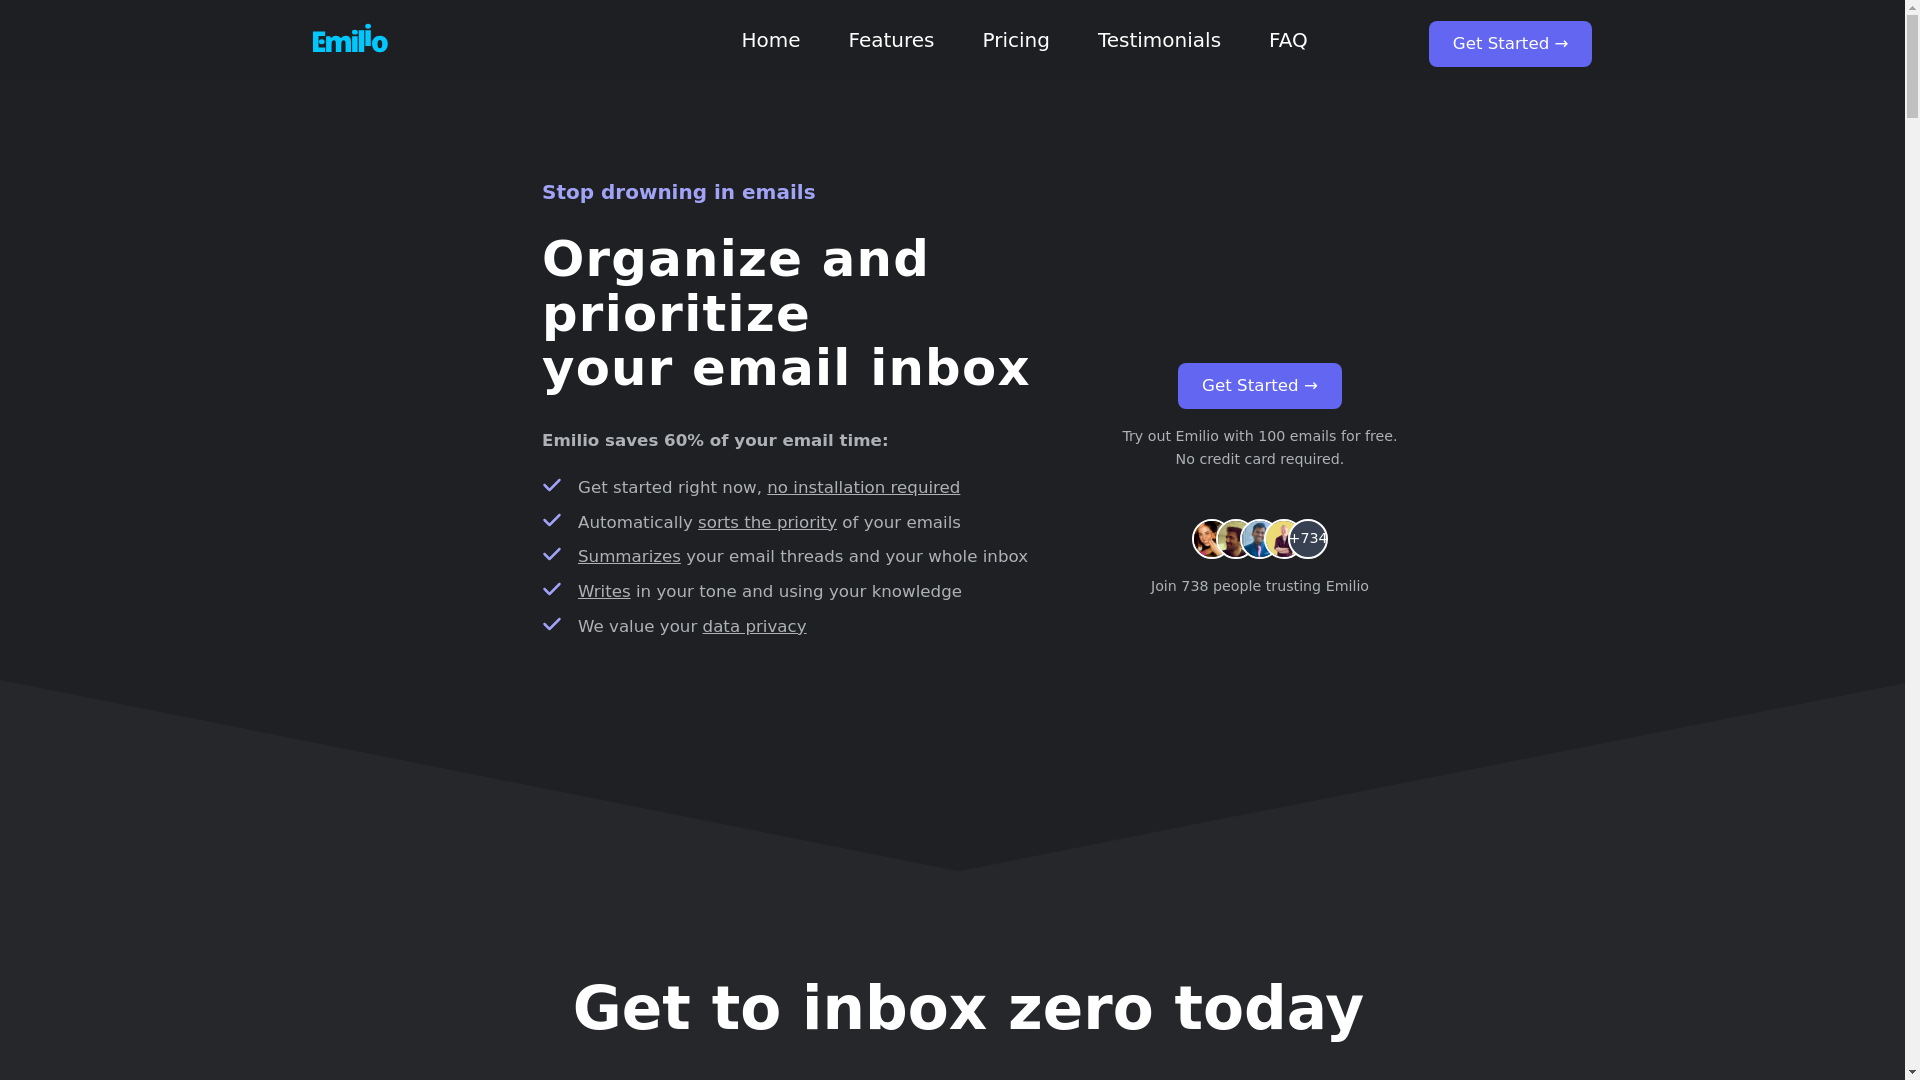 Emilio
Home
Features
Pricing
Testimonials
FAQ
Get Started →
Stop drowning in emails
Organize and
prioritize
your email inbox
Emilio saves 60% of your email time:
Get started right now, no installation required
Automatically sorts the priority of your emails
Summarizes your email threads and your whole inbox
Writes in your tone and using your knowledge
We value your data privacy
Get Started →
Try out Emilio with 100 emails for free.
No credit card required.
+734
Join 738 people trusting Emilio
Get to inbox zero today